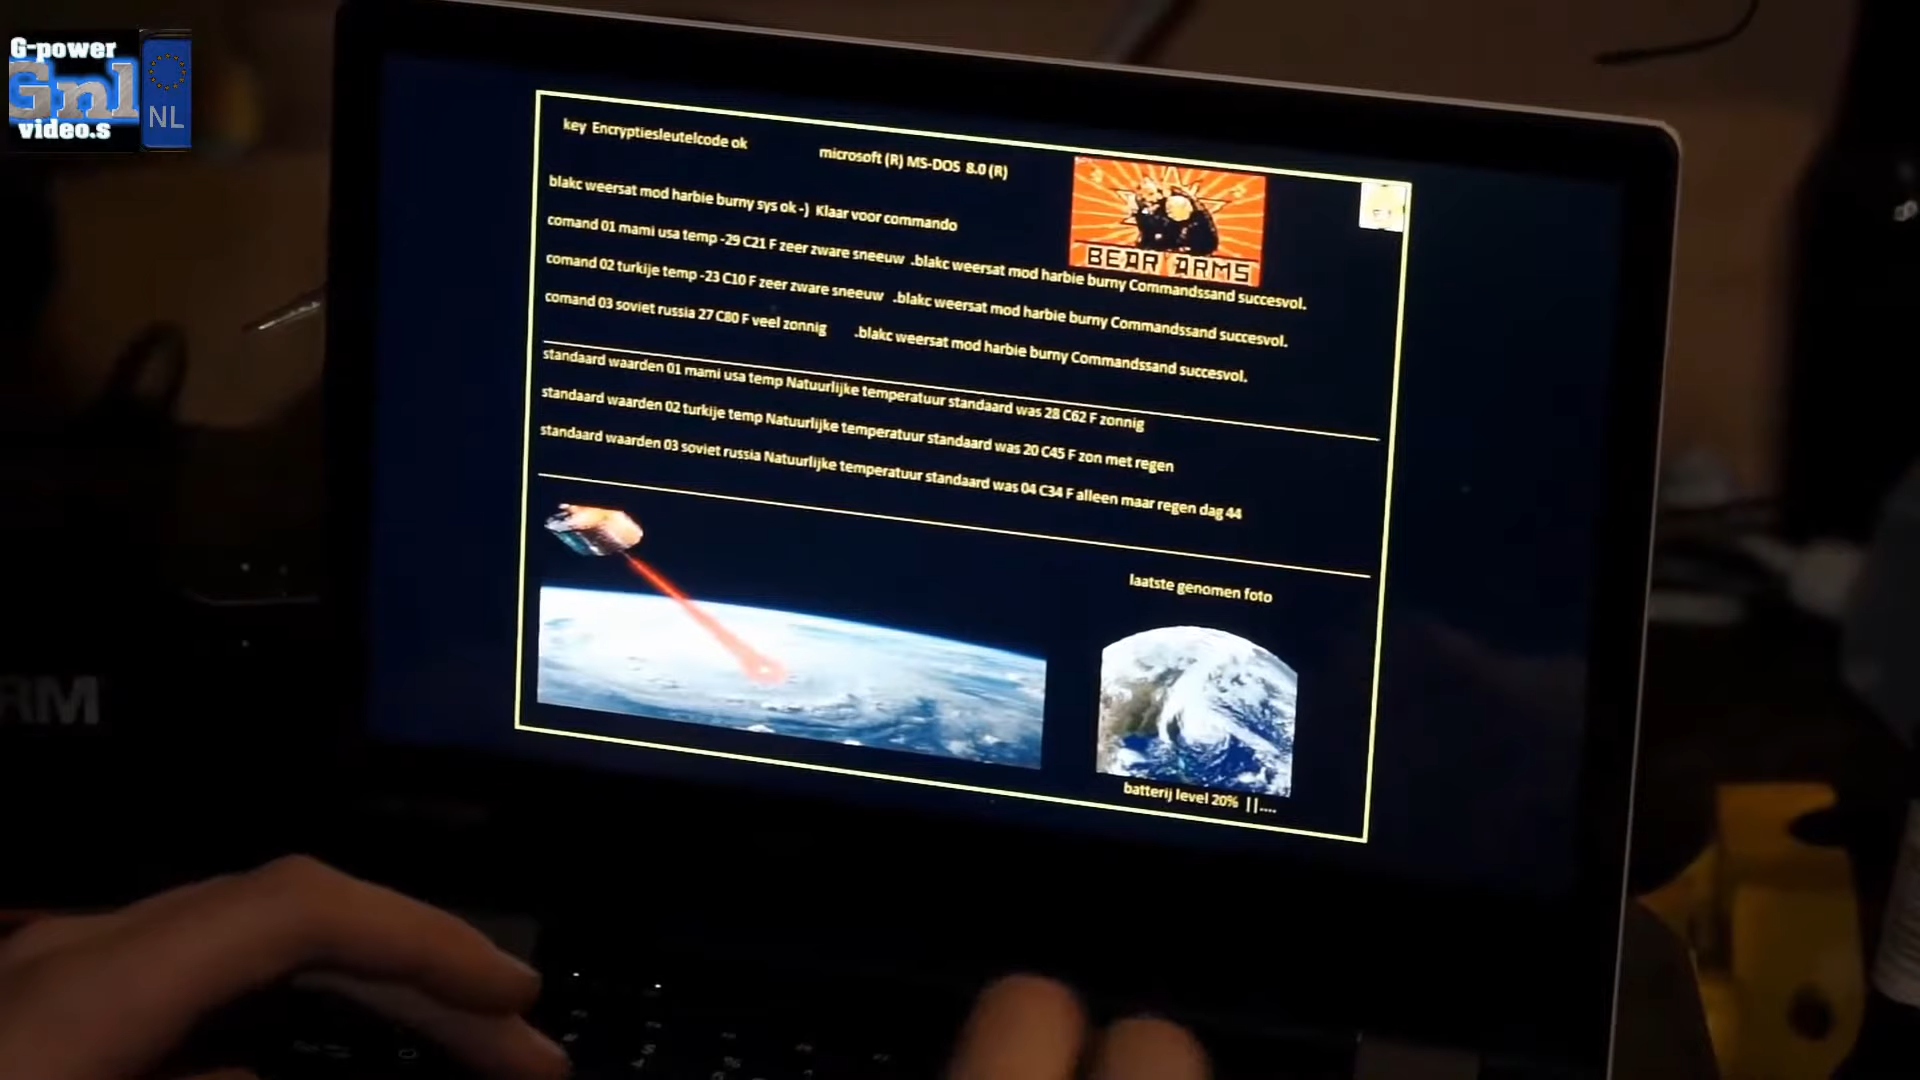 G-power
Gnl
video.s
NL
key Encryptiesleutelcode ok
microsoft (R) MS-DOS 8.0 (R)
BEAR ARMS
blakc weersat mod harbie burny sys ok -) Klaar voor commando
comand 01 mami usa temp -29 C21 F zeer zware sneeuw .blakc weersat mod harbie burny Commandssand succesvol.
comand 02 turkije temp -23 C10 F zeer zware sneeuw .blakc weersat mod harbie burny Commandssand succesvol.
comand 03 soviet russia 27 C80 F veel zonnig .blakc weersat mod harbie burny Commandssand succesvol.
standaard waarden 01 mami usa temp Natuurlijke temperatuur standaard was 28 C62 F zonnig
standaard waarden 02 turkije temp Natuurlijke temperatuur standaard was 20 C45 F zon met regen
standaard waarden 03 soviet russia Natuurlijke temperatuur standaard was 04 C34 F alleen maar regen dag 44
laatste genomen foto
batterij level 20% ||....
RM